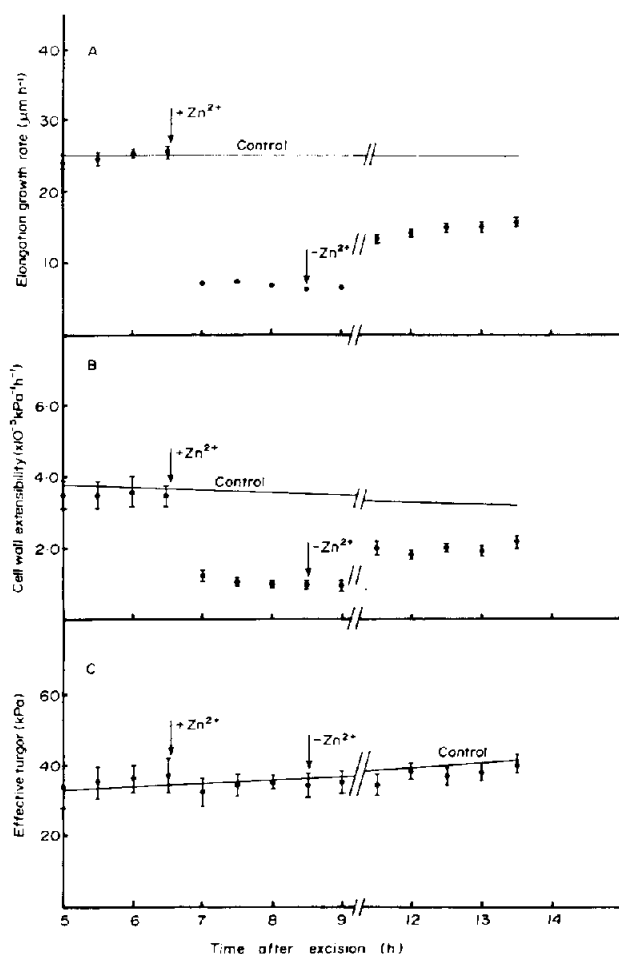 A
40
30
20
10
Elongation growth rate (μm h⁻¹)
+Zn²⁺
Control
−Zn²⁺
B
6.0
4.0
2.0
Cell wall extensibility (x10⁻⁵ kPa⁻¹ h⁻¹)
+Zn²⁺
Control
−Zn²⁺
C
60
40
20
Effective turgor (kPa)
+Zn²⁺
−Zn²⁺
Control
5 6 7 8 9 12 13 14
Time after excision (h)